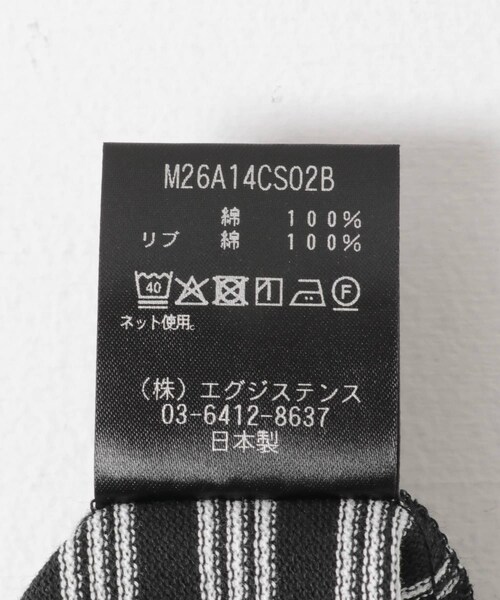 M26A14CS02B
綿 100%
リブ 綿 100%
40 F
ネット使用。
（株）エグジステンス
03-6412-8637
日本製